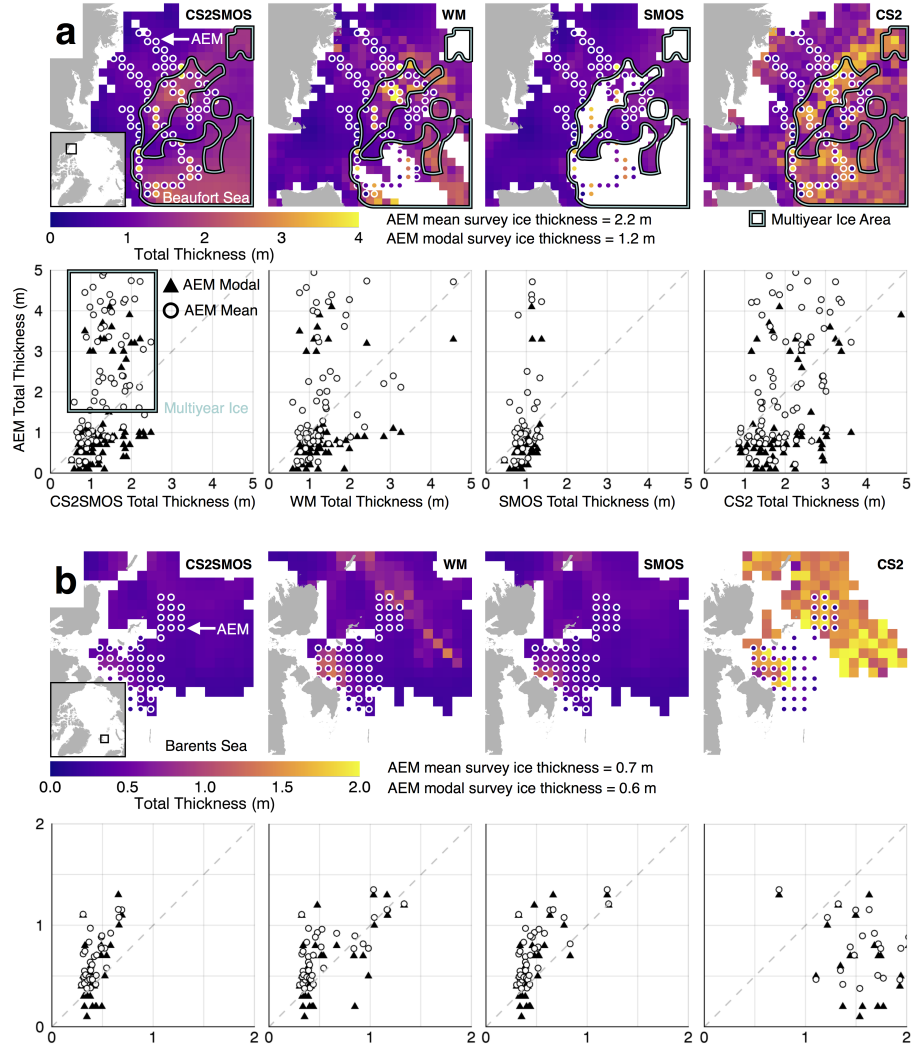 a
CS2SMOS
WM
SMOS
CS2
AEM
Beaufort Sea
0 1 2 3 4
Total Thickness (m)
AEM mean survey ice thickness = 2.2 m
AEM modal survey ice thickness = 1.2 m
Multiyear Ice Area
AEM Total Thickness (m)
5
4
3
2
1
0
AEM Modal
AEM Mean
Multiyear Ice
0 1 2 3 4 5
1 2 3 4 5
0 1 2 3 4 5
0 1 2 3 4 5
CS2SMOS Total Thickness (m)
WM Total Thickness (m)
SMOS Total Thickness (m)
CS2 Total Thickness (m)
b
CS2SMOS
WM
SMOS
CS2
AEM
Barents Sea
0.0 0.5 1.0 1.5 2.0
Total Thickness (m)
AEM mean survey ice thickness = 0.7 m
AEM modal survey ice thickness = 0.6 m
2
1
0
0 1 2
0 1 2
0 1 2
0 1 2